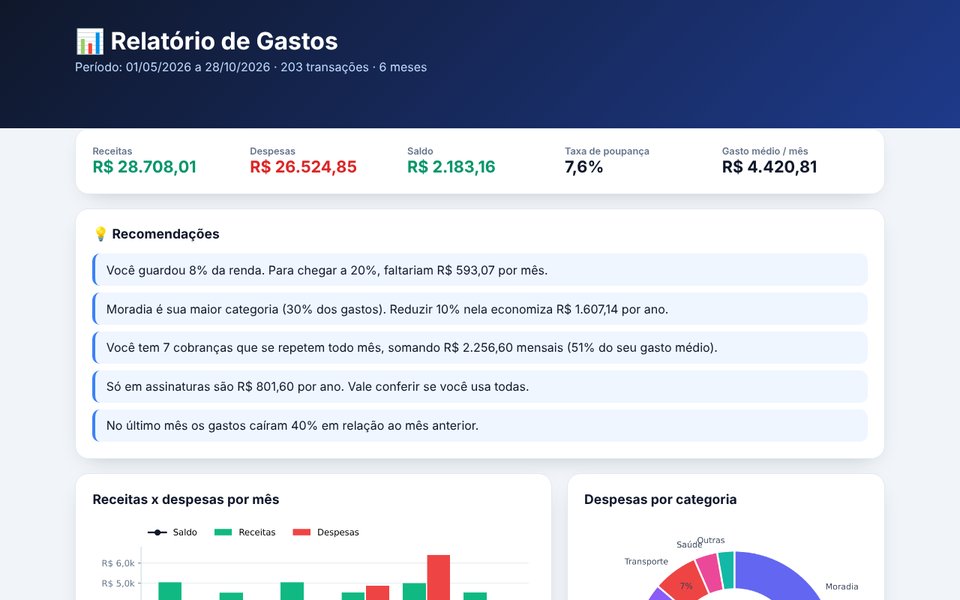 📊 Relatório de Gastos
Período: 01/05/2026 a 28/10/2026 · 203 transações · 6 meses
Receitas
R$ 28.708,01
Despesas
R$ 26.524,85
Saldo
R$ 2.183,16
Taxa de poupança
7,6%
Gasto médio / mês
R$ 4.420,81
💡 Recomendações
Você guardou 8% da renda. Para chegar a 20%, faltariam R$ 593,07 por mês.
Moradia é sua maior categoria (30% dos gastos). Reduzir 10% nela economiza R$ 1.607,14 por ano.
Você tem 7 cobranças que se repetem todo mês, somando R$ 2.256,60 mensais (51% do seu gasto médio).
Só em assinaturas são R$ 801,60 por ano. Vale conferir se você usa todas.
No último mês os gastos caíram 40% em relação ao mês anterior.
Receitas x despesas por mês
Saldo Receitas Despesas
R$ 6,0k
R$ 5,0k
Despesas por categoria
Outras
Saúde
Transporte
7%
Moradia